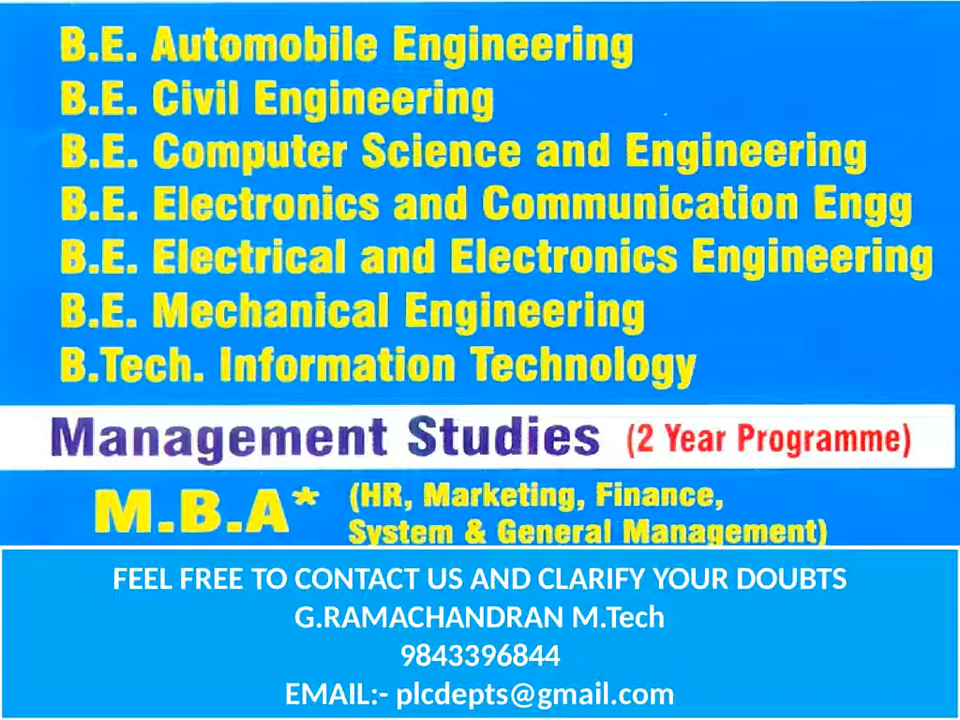 B.E. Automobile Engineering
B.E. Civil Engineering
B.E. Computer Science and Engineering
B.E. Electronics and Communication Engg
B.E. Electrical and Electronics Engineering
B.E. Mechanical Engineering
B.Tech. Information Technology
Management Studies (2 Year Programme)
M.B.A* (HR, Marketing, Finance,
System & General Management)
FEEL FREE TO CONTACT US AND CLARIFY YOUR DOUBTS
G.RAMACHANDRAN M.Tech
9843396844
EMAIL:- plcdepts@gmail.com